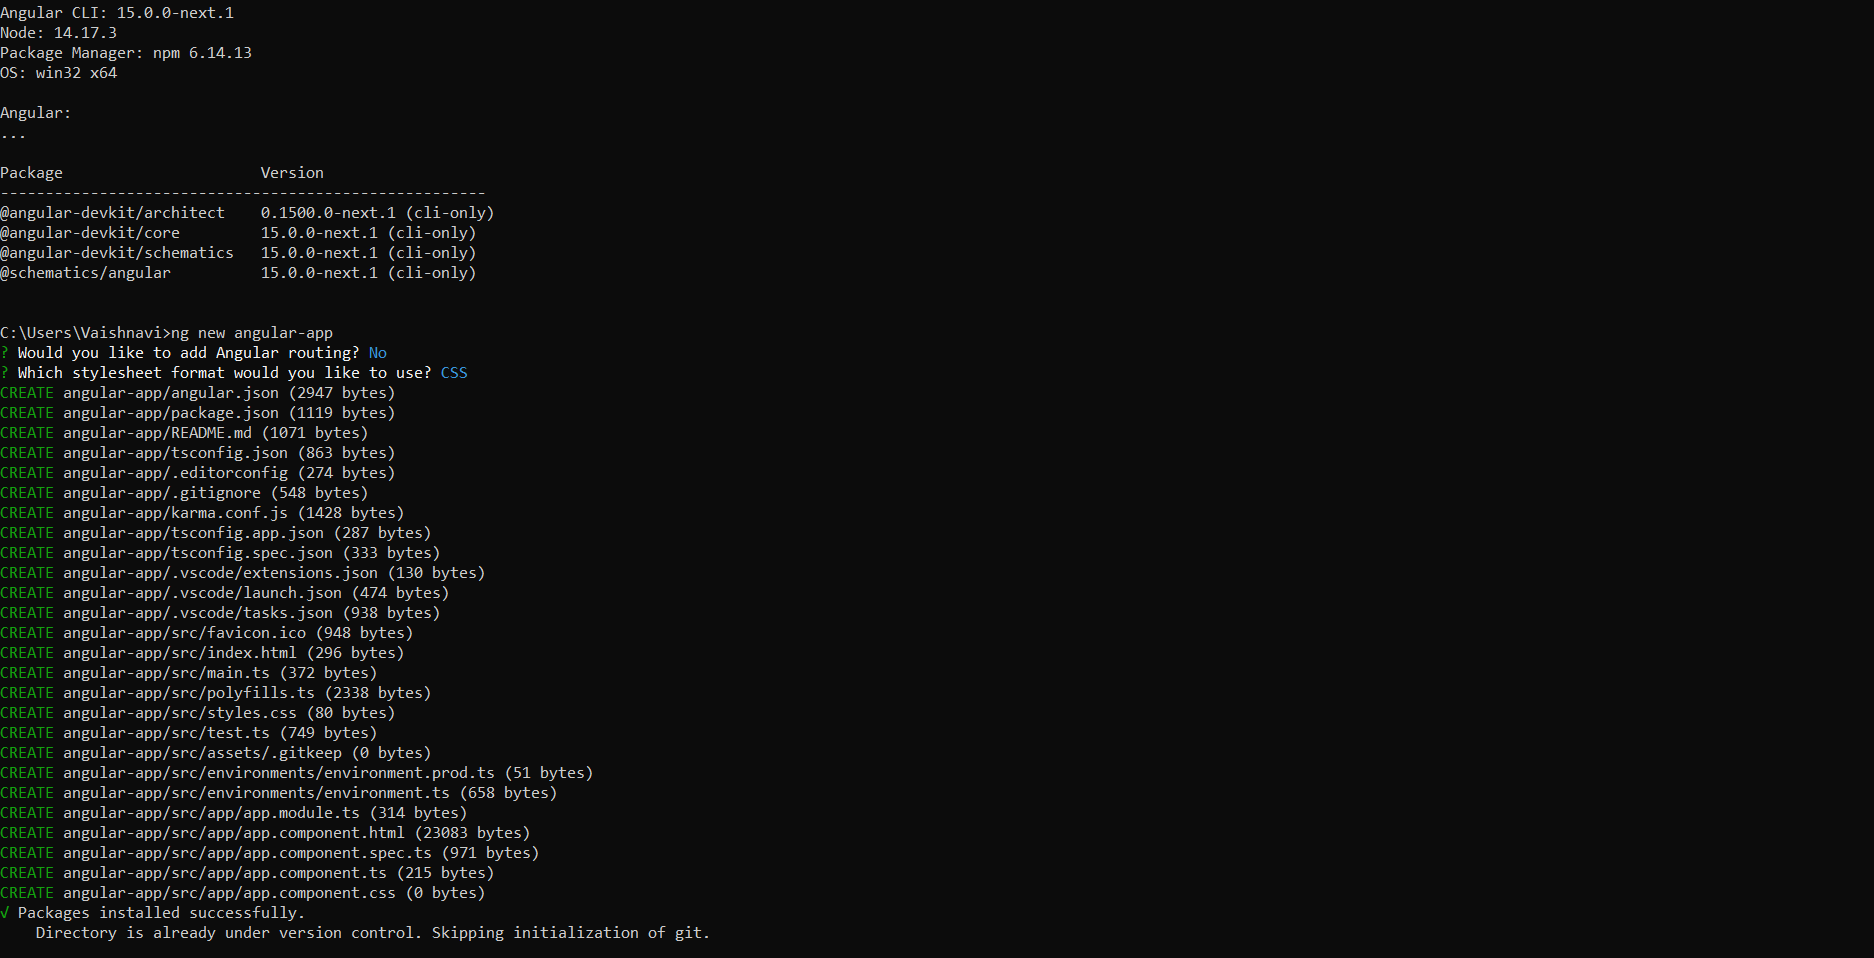 Angular CLI: 15.0.0-next.1
Node: 14.17.3
Package Manager: npm 6.14.13
OS: win32 x64
Angular:
...
Package                      Version
------------------------------------------------------
@angular-devkit/architect    0.1500.0-next.1 (cli-only)
@angular-devkit/core         15.0.0-next.1 (cli-only)
@angular-devkit/schematics   15.0.0-next.1 (cli-only)
@schematics/angular          15.0.0-next.1 (cli-only)
C:\Users\Vaishnavi>ng new angular-app
? Would you like to add Angular routing? No
? Which stylesheet format would you like to use? CSS
CREATE angular-app/angular.json (2947 bytes)
CREATE angular-app/package.json (1119 bytes)
CREATE angular-app/README.md (1071 bytes)
CREATE angular-app/tsconfig.json (863 bytes)
CREATE angular-app/.editorconfig (274 bytes)
CREATE angular-app/.gitignore (548 bytes)
CREATE angular-app/karma.conf.js (1428 bytes)
CREATE angular-app/tsconfig.app.json (287 bytes)
CREATE angular-app/tsconfig.spec.json (333 bytes)
CREATE angular-app/.vscode/extensions.json (130 bytes)
CREATE angular-app/.vscode/launch.json (474 bytes)
CREATE angular-app/.vscode/tasks.json (938 bytes)
CREATE angular-app/src/favicon.ico (948 bytes)
CREATE angular-app/src/index.html (296 bytes)
CREATE angular-app/src/main.ts (372 bytes)
CREATE angular-app/src/polyfills.ts (2338 bytes)
CREATE angular-app/src/styles.css (80 bytes)
CREATE angular-app/src/test.ts (749 bytes)
CREATE angular-app/src/assets/.gitkeep (0 bytes)
CREATE angular-app/src/environments/environment.prod.ts (51 bytes)
CREATE angular-app/src/environments/environment.ts (658 bytes)
CREATE angular-app/src/app/app.module.ts (314 bytes)
CREATE angular-app/src/app/app.component.html (23083 bytes)
CREATE angular-app/src/app/app.component.spec.ts (971 bytes)
CREATE angular-app/src/app/app.component.ts (215 bytes)
CREATE angular-app/src/app/app.component.css (0 bytes)
√ Packages installed successfully.
    Directory is already under version control. Skipping initialization of git.